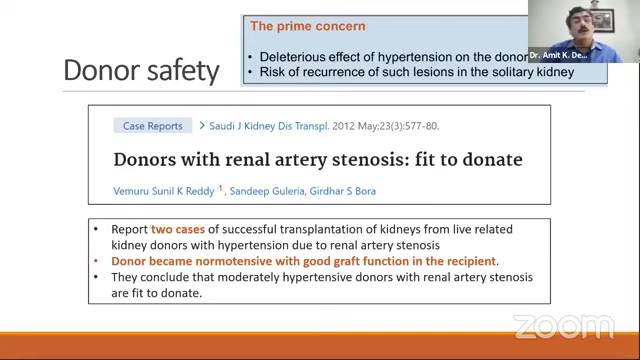 The prime concern
• Deleterious effect of hypertension on the donor
• Risk of recurrence of such lesions in the solitary kidney
Dr. Amit K. De...
Donor safety
Case Reports
> Saudi J Kidney Dis Transpl. 2012 May;23(3):577-80.
Donors with renal artery stenosis: fit to donate
Vemuru Sunil K Reddy 1, Sandeep Guleria, Girdhar S Bora
• Report two cases of successful transplantation of kidneys from live related
kidney donors with hypertension due to renal artery stenosis
• Donor became normotensive with good graft function in the recipient.
• They conclude that moderately hypertensive donors with renal artery stenosis
are fit to donate.
zoom